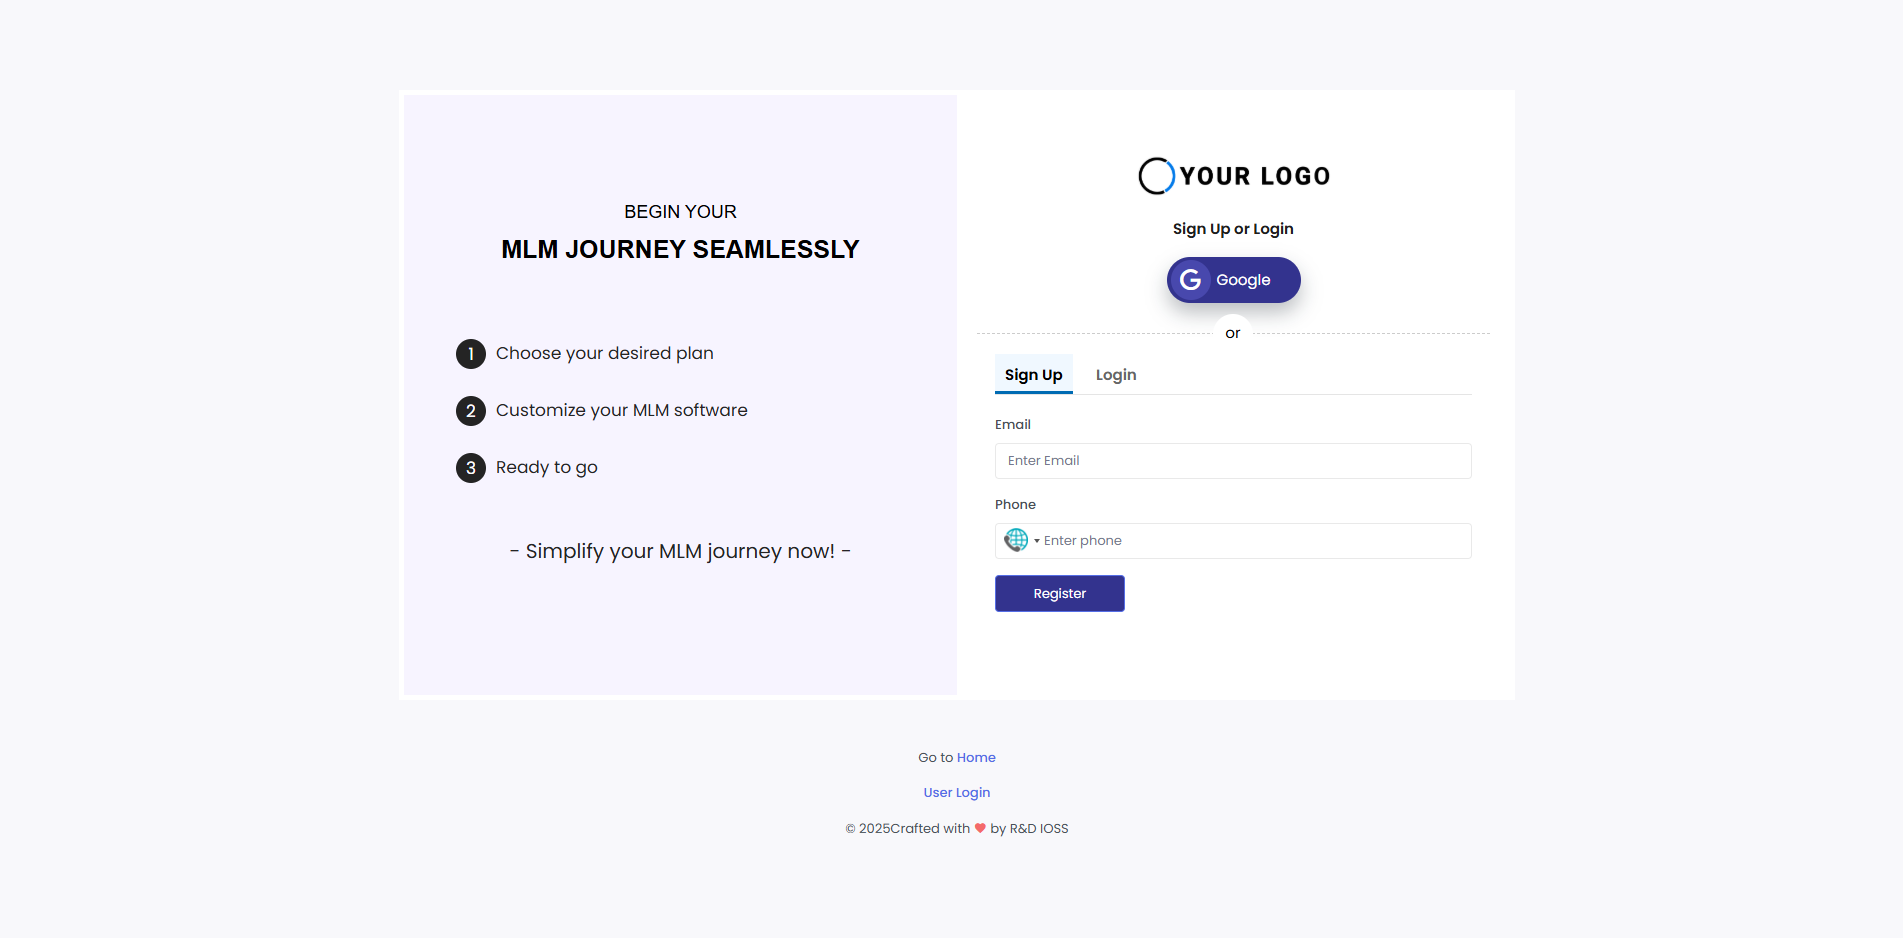 BEGIN YOUR
MLM JOURNEY SEAMLESSLY
1 Choose your desired plan
2 Customize your MLM software
3 Ready to go
- Simplify your MLM journey now! -
YOUR LOGO
Sign Up or Login
G Google
or
Sign Up Login
Email
Enter Email
Phone
Enter phone
Register
Go to Home
User Login
© 2025Crafted with ❤ by R&D IOSS